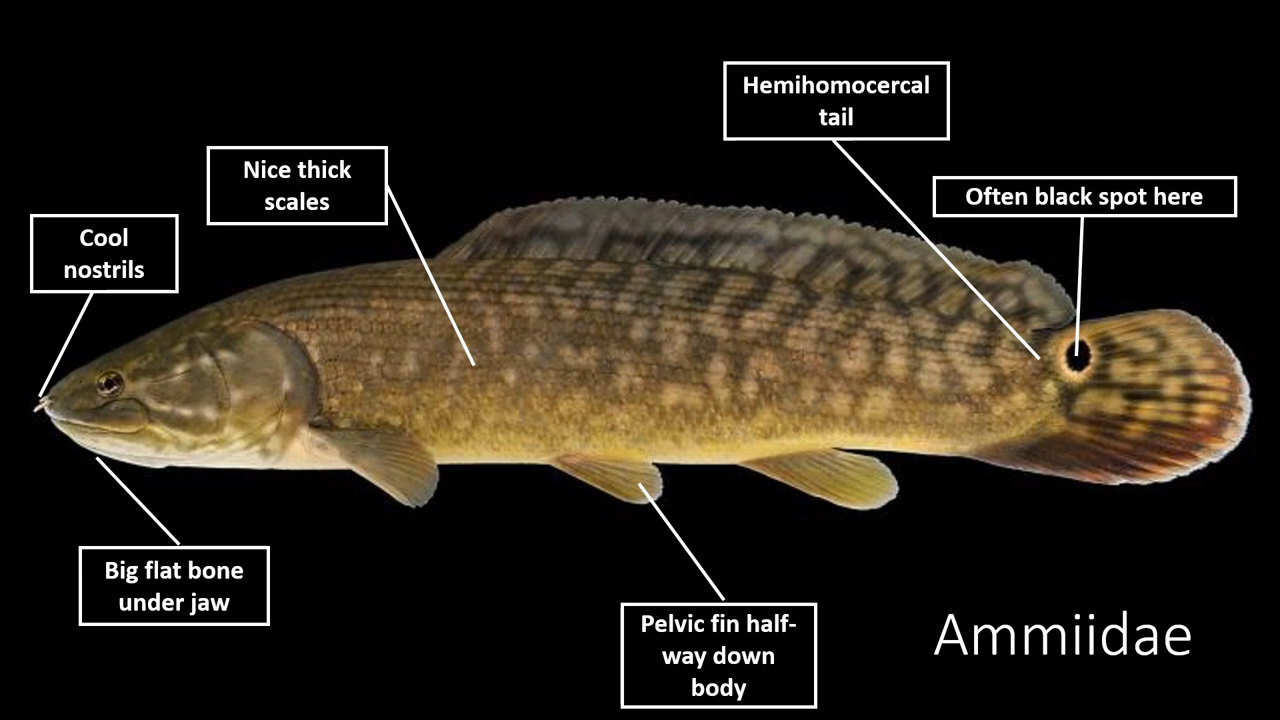 Hemihomocercal
tail
Nice thick
scales
Often black spot here
Cool
nostrils
Big flat bone
under jaw
Pelvic fin half-
way down
body
Ammiidae